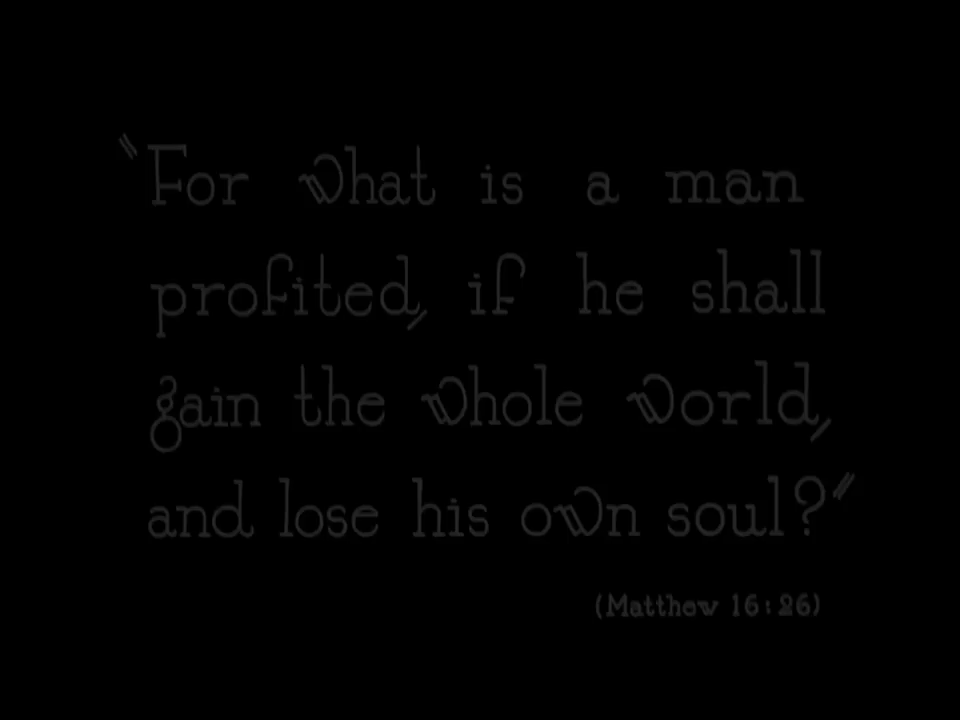 "For what is a man
profited, if he shall
gain the whole world,
and lose his own soul?"
(Matthew 16:26)